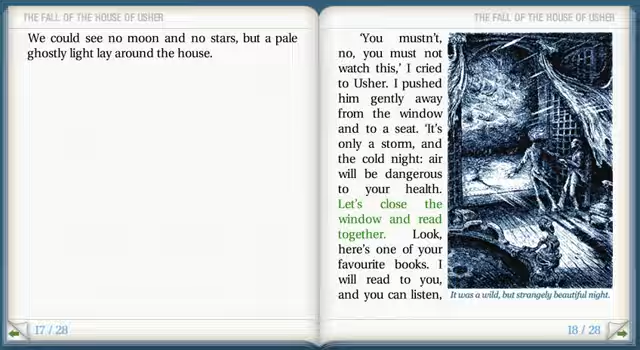 THE FALL OF THE HOUSE OF USHER
We could see no moon and no stars, but a pale
ghostly light lay around the house.
17 / 28
THE FALL OF THE HOUSE OF USHER
‘You mustn’t,
no, you must not
watch this,’ I cried
to Usher. I pushed
him gently away
from the window
and to a seat. ‘It’s
only a storm, and
the cold night: air
will be dangerous
to your health.
Let’s close the
window and read
together. Look,
here’s one of your
favourite books. I
will read to you,
and you can listen,
It was a wild, but strangely beautiful night.
18 / 28